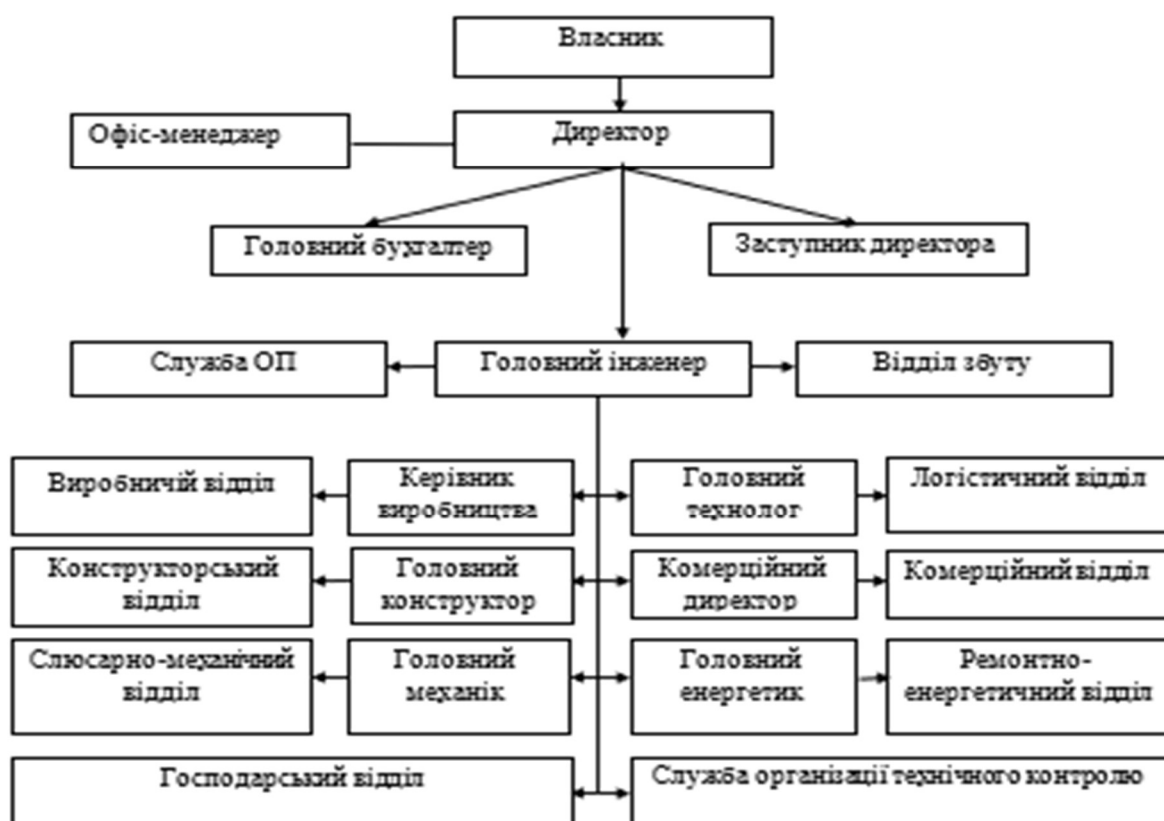 Власник
Офіс-менеджер
Директор
Головний бухгалтер
Заступник директора
Служба ОП
Головний інженер
Відділ збуту
Виробничій відділ
Керівник
виробництва
Головний
технолог
Логістичний відділ
Конструкторський
відділ
Головний
конструктор
Комерційний
директор
Комерційний відділ
Слюсарно-механічний
відділ
Головний
механік
Головний
енергетик
Ремонтно-
енергетичний відділ
Господарський відділ
Служба організації технічного контролю